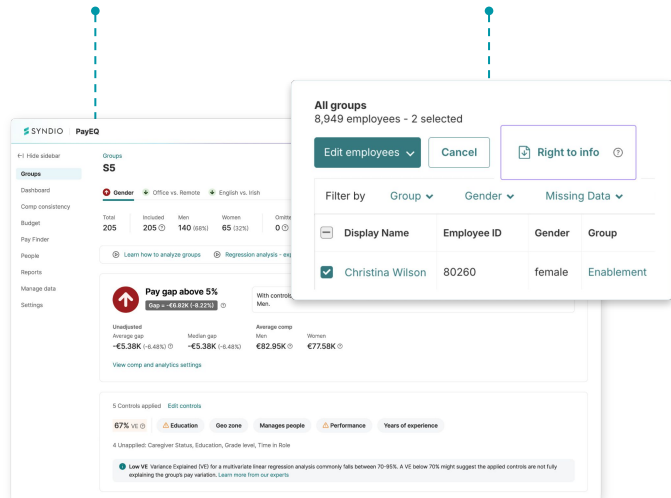 All groups
8,949 employees - 2 selected
Edit employees Cancel Right to info ?
Filter by Group Gender Missing Data
Display Name Employee ID Gender Group
Christina Wilson 80260 female Enablement
SYNDIO PayEQ
Hide sidebar
Groups
Dashboard
Comp consistency
Budget
Pay Finder
People
Reports
Manage data
Settings
Groups
S5
Gender Office vs. Remote English vs. Irish
Total Included Men Women
205 205 140 (68%) 65 (32%) 0
Learn how to analyze groups Regression analysis -
Pay gap above 5%
Gap = -€6.82K (-8.22%)
With controls
Men.
Unadjusted Average comp
Average gap Median gap Men Women
-€5.38K (-6.48%) -€5.38K (-6.48%) €82.95K €77.58K
View comp and analytics settings
5 Controls applied Edit controls
67% VE Education Geo zone Manages people Performance Years of experience
4 Unapplied: Caregiver Status, Education, Grade level, Time in Role
Low VE Variance Explained (VE) for a multivariate linear regression analysis commonly falls between 70-95%. A VE below 70% might suggest the applied controls are not fully
explaining the group's pay variation. Learn more from our experts